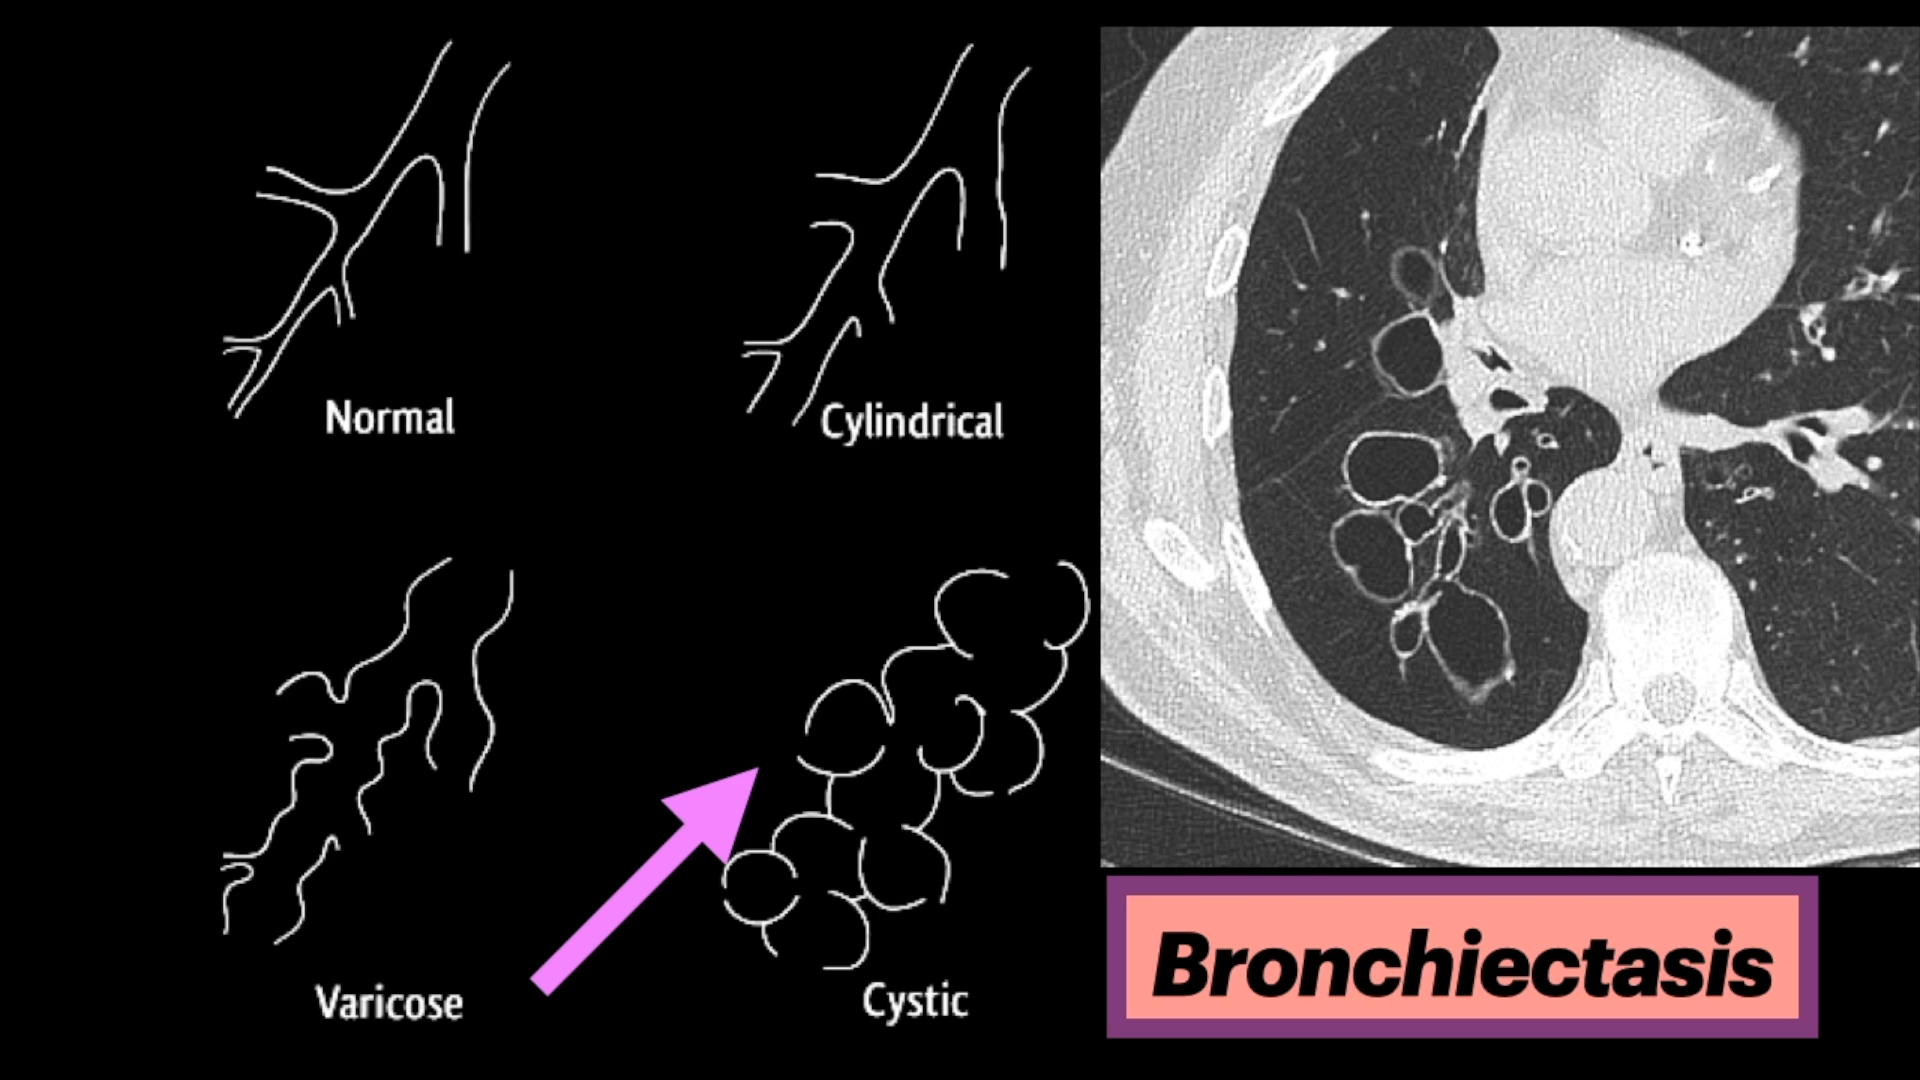 Normal
Cylindrical
Varicose
Cystic
Bronchiectasis